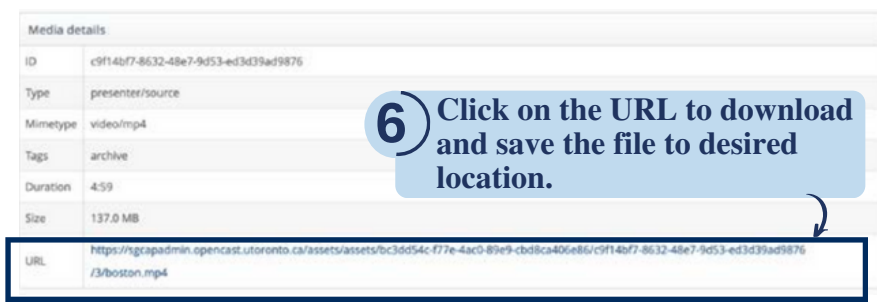 Media details
ID c9f14bf7-8632-48e7-9d53-ed3d39ad9876
Type presenter/source
Mimetype video/mp4
Tags archive
Duration 4:59
Size 137.0 MB
6 Click on the URL to download
and save the file to desired
location.
URL https://sgcapadmin.opencast.utoronto.ca/assets/assets/bc3dd54c-f77e-4ac0-89e9-cbd8ca406e86/c9f14bf7-8632-48e7-9d53-ed3d39ad9876
/3/boston.mp4